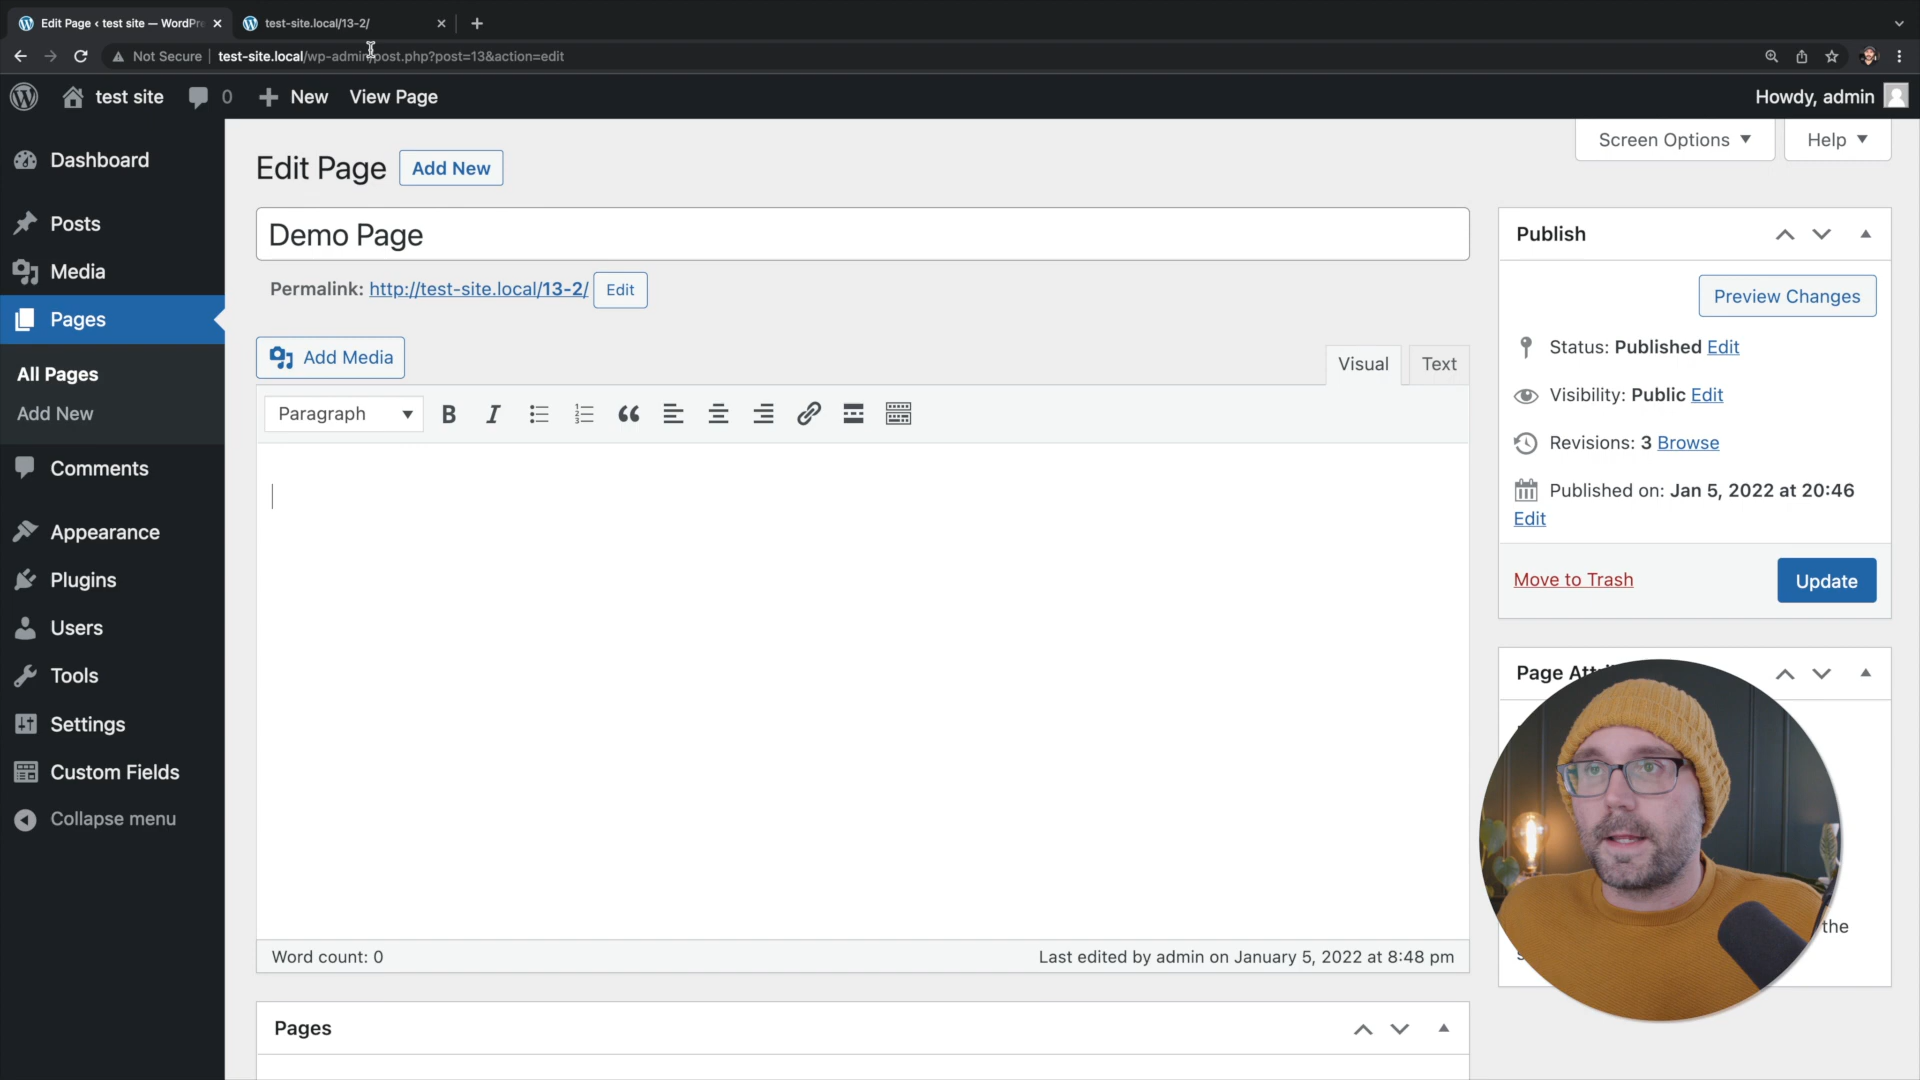 Edit Page ‹ test site — WordPr
test-site.local/13-2/
Not Secure
test-site.local/wp-admin/post.php?post=13&action=edit
test site
0
New
View Page
Howdy, admin
Screen Options
Help
Dashboard
Posts
Media
Pages
All Pages
Add New
Comments
Appearance
Plugins
Users
Tools
Settings
Custom Fields
Collapse menu
Edit Page
Add New
Demo Page
Permalink: http://test-site.local/13-2/
Edit
Add Media
Visual
Text
Paragraph
B
I
Word count: 0
Last edited by admin on January 5, 2022 at 8:48 pm
Pages
Publish
Preview Changes
Status: Published Edit
Visibility: Public Edit
Revisions: 3 Browse
Published on: Jan 5, 2022 at 20:46
Edit
Move to Trash
Update
Page
the